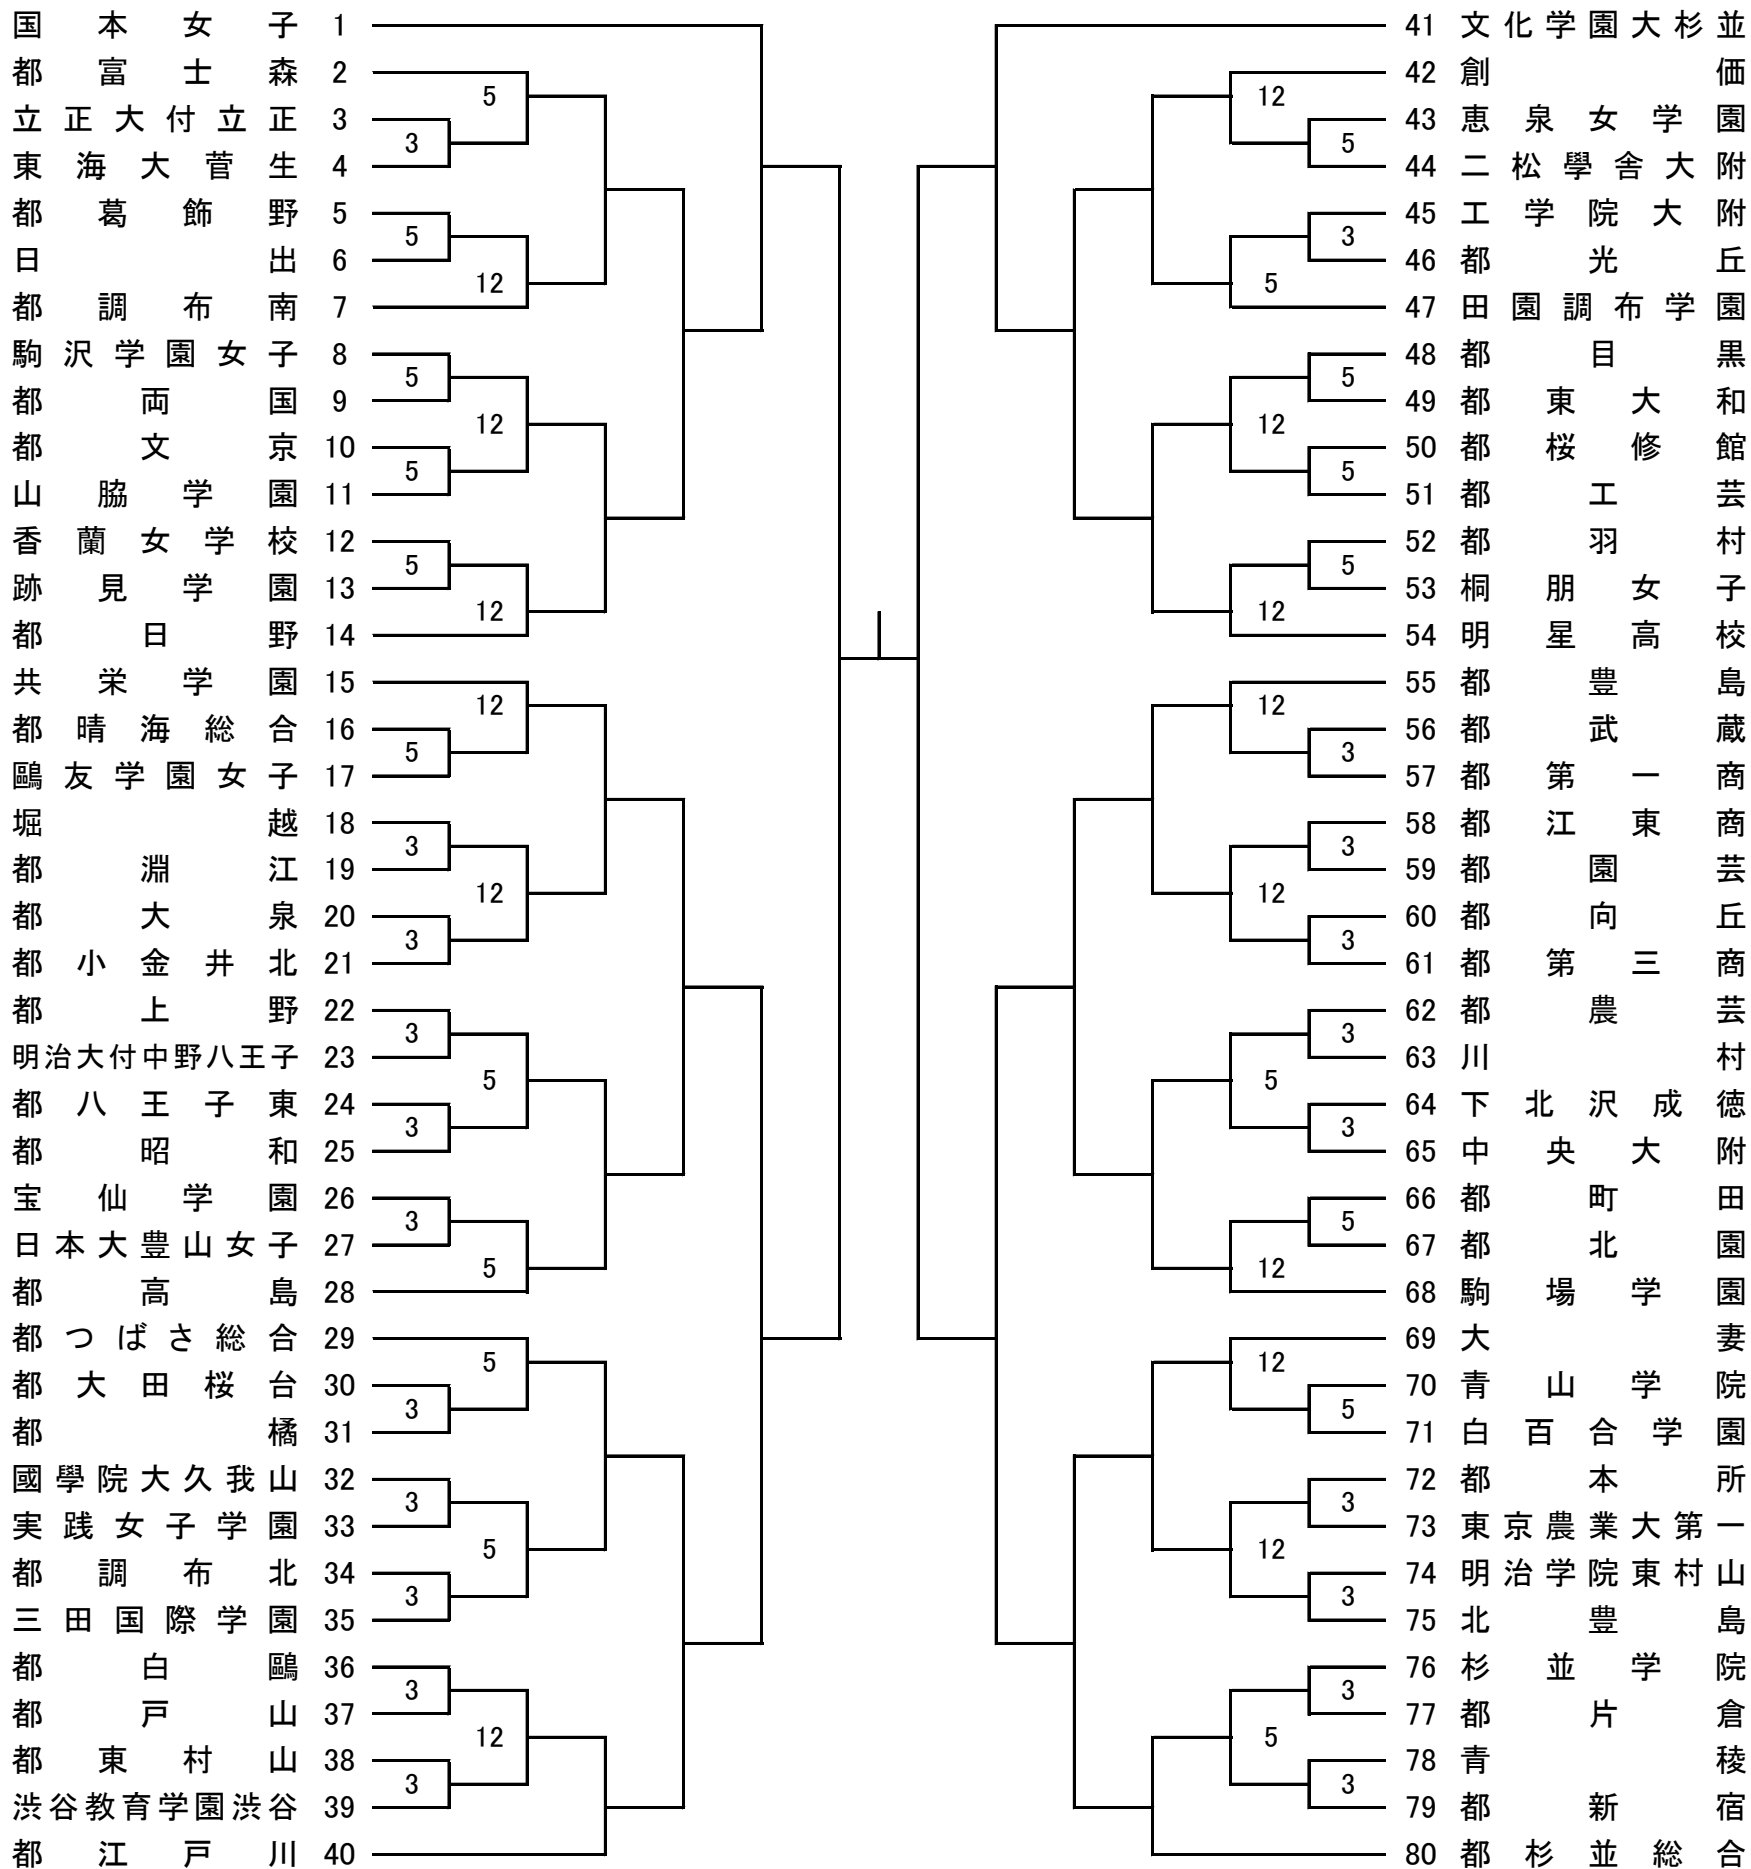 国本女子 1
都富士森 2
5
立正大付立正 3
3
東海大菅生 4
都葛飾野 5
5
日出 6
12
都調布南 7
駒沢学園女子 8
5
都両国 9
12
都文京 10
5
山脇学園 11
香蘭女学校 12
5
跡見学園 13
12
都日野 14
共栄学園 15
12
都晴海総合 16
5
鷗友学園女子 17
堀越 18
3
都淵江 19
12
都大泉 20
3
都小金井北 21
都上野 22
3
明治大付中野八王子 23
5
都八王子東 24
3
都昭和 25
宝仙学園 26
3
日本大豊山女子 27
5
都高島 28
都つばさ総合 29
5
都大田桜台 30
3
都橘 31
國學院大久我山 32
3
実践女子学園 33
5
都調布北 34
3
三田国際学園 35
都白鷗 36
3
都戸山 37
12
都東村山 38
3
渋谷教育学園渋谷 39
都江戸川 40
41 文化学園大杉並
42 創価
12
43 恵泉女学園
5
44 二松學舎大附
45 工学院大附
3
46 都光丘
5
47 田園調布学園
48 都目黒
5
49 都東大和
12
50 都桜修館
5
51 都工芸
52 都羽村
5
53 桐朋女子
12
54 明星高校
55 都豊島
12
56 都武蔵
3
57 都第一商
58 都江東商
3
59 都園芸
12
60 都向丘
3
61 都第三商
62 都農芸
3
63 川村
5
64 下北沢成徳
3
65 中央大附
66 都町田
5
67 都北園
12
68 駒場学園
69 大妻
12
70 青山学院
5
71 白百合学園
72 都本所
3
73 東京農業大第一
12
74 明治学院東村山
3
75 北豊島
76 杉並学院
3
77 都片倉
5
78 青稜
3
79 都新宿
80 都杉並総合